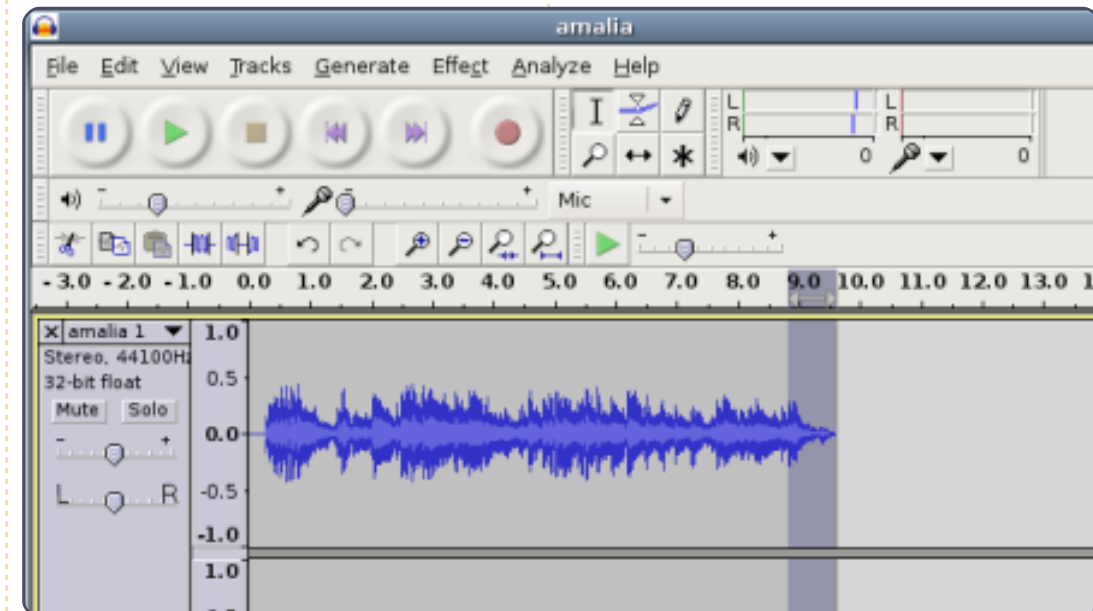 amalia
File Edit View Tracks Generate Effect Analyze Help
L
R
0
L
R
0
- + - + Mic
- +
- 3.0 - 2.0 - 1.0 0.0 1.0 2.0 3.0 4.0 5.0 6.0 7.0 8.0 9.0 10.0 11.0 12.0 13.0 1
X amalia 1
Stereo, 44100Hz
32-bit float
Mute Solo
- +
L R
1.0
0.5
0.0
-0.5
-1.0
1.0